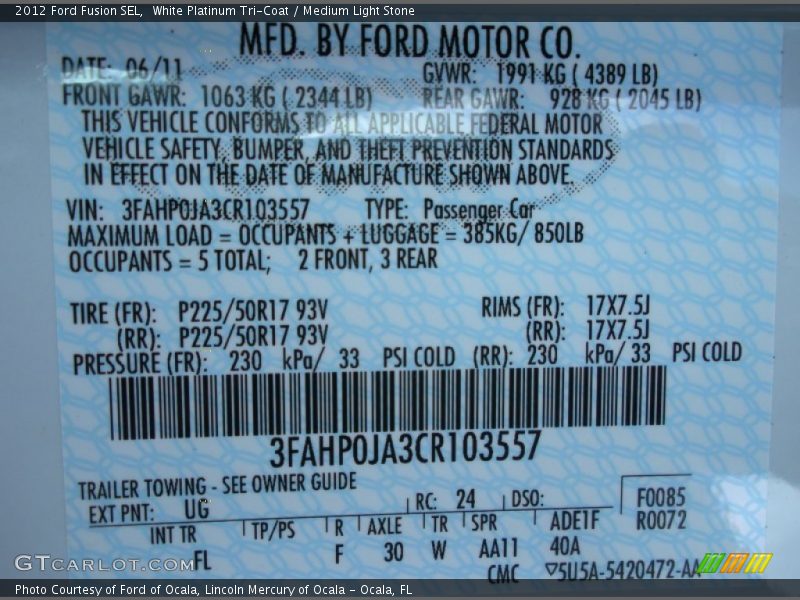 2012 Ford Fusion SEL, White Platinum Tri-Coat / Medium Light Stone
MFD. BY FORD MOTOR CO.
DATE: 06/11 GVWR: 1991 KG ( 4389 LB)
FRONT GAWR: 1063 KG ( 2344 LB) REAR GAWR: 928 KG ( 2045 LB)
THIS VEHICLE CONFORMS TO ALL APPLICABLE FEDERAL MOTOR
VEHICLE SAFETY, BUMPER, AND THEFT PREVENTION STANDARDS
IN EFFECT ON THE DATE OF MANUFACTURE SHOWN ABOVE.
VIN: 3FAHP0JA3CR103557 TYPE: Passenger Car
MAXIMUM LOAD = OCCUPANTS + LUGGAGE = 385KG/ 850LB
OCCUPANTS = 5 TOTAL; 2 FRONT, 3 REAR
TIRE (FR): P225/50R17 93V RIMS (FR): 17X7.5J
(RR): P225/50R17 93V (RR): 17X7.5J
PRESSURE (FR): 230 kPa/ 33 PSI COLD (RR): 230 kPa/ 33 PSI COLD
3FAHP0JA3CR103557
TRAILER TOWING - SEE OWNER GUIDE
EXT PNT: UG RC: 24 DSO: F0085
R0072
INT TR TP/PS R AXLE TR SPR ADE1F
FL F 30 W AA11 40A
CMC ▽5U5A-5420472-AA
GTCARLOT.COM
Photo Courtesy of Ford of Ocala, Lincoln Mercury of Ocala - Ocala, FL